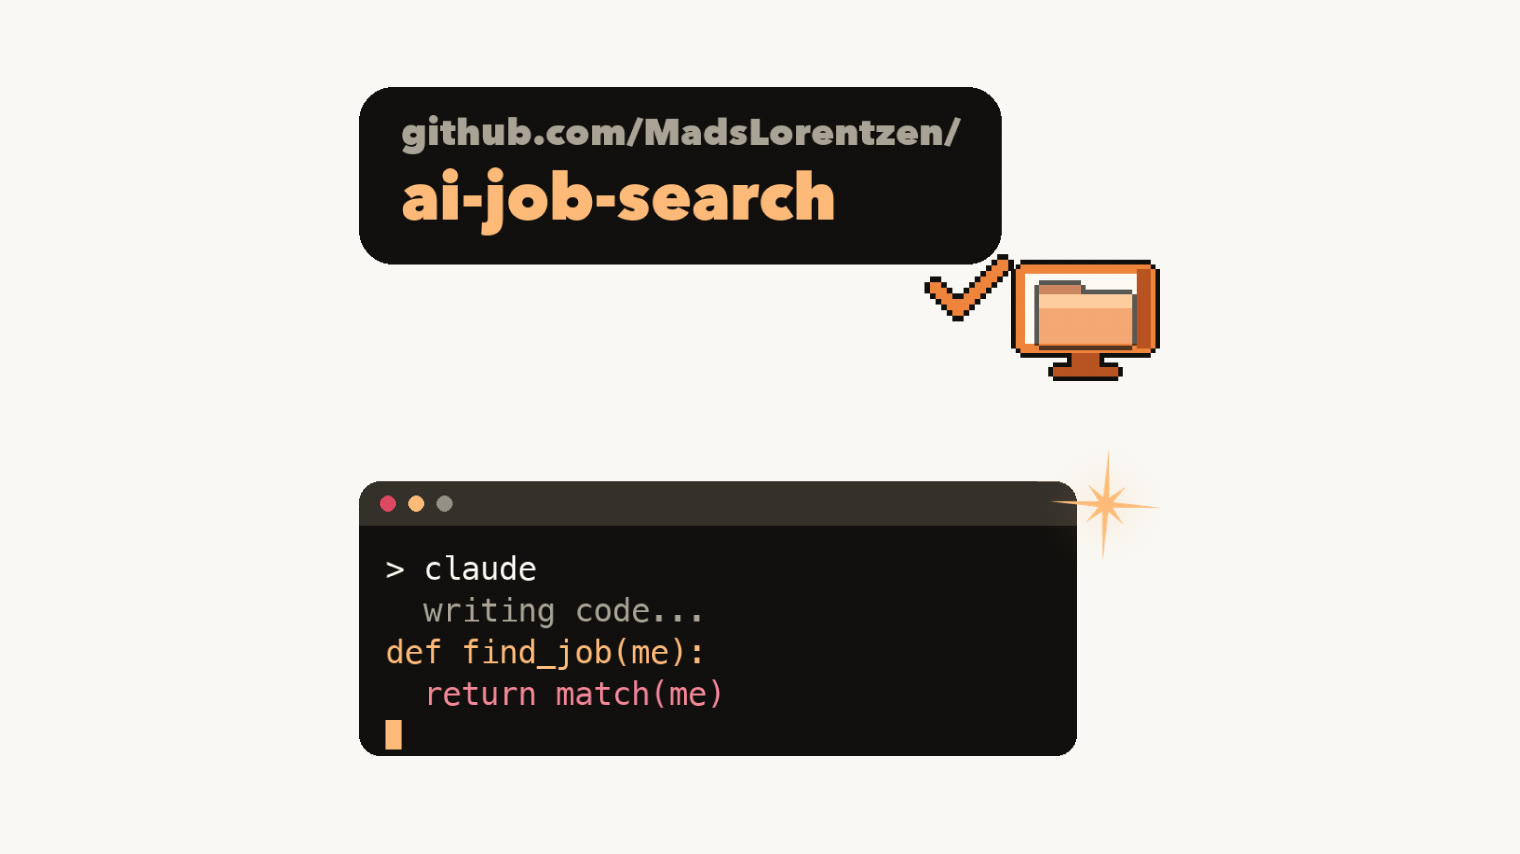 github.com/MadsLorentzen/
ai-job-search
> claude
writing code...
def find_job(me):
return match(me)